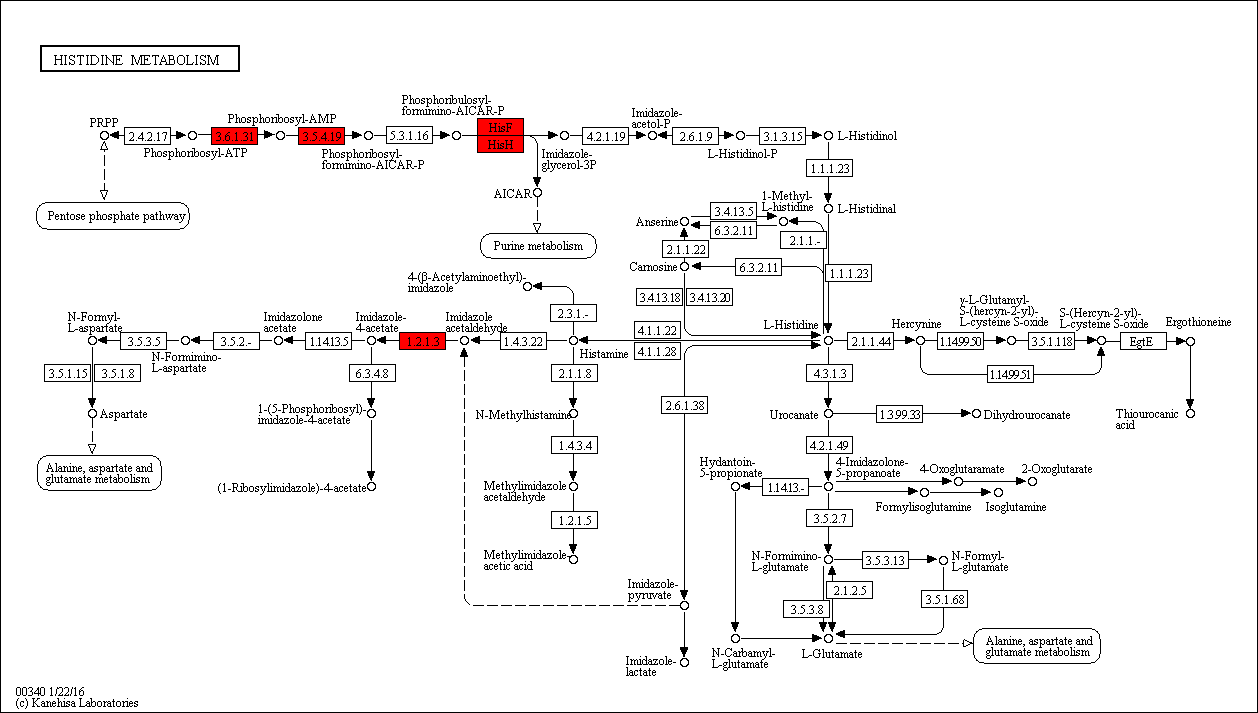 HISTIDINE METABOLISM
Phosphoribulosyl-
formimino-AICAR-P
PRPP
Phosphoribosyl-AMP
Imidazole-
acetol-P
2.4.2.17
3.6.1.31
3.5.4.19
5.3.1.16
HisF
HisH
4.2.1.19
2.6.1.9
3.1.3.15
L-Histidinol
Phosphoribosyl-ATP
Phosphoribosyl-
formimino-AICAR-P
Imidazole-
glycerol-3P
L-Histidinol-P
1.1.1.23
AICAR
1-Methyl-
L-histidine
L-Histidinal
Pentose phosphate pathway
Purine metabolism
Anserine
3.4.13.5
6.3.2.11
2.1.1.-
2.1.1.22
Carnosine
6.3.2.11
1.1.1.23
4-(β-Acetylaminoethyl)-
imidazole
3.4.13.18
3.4.13.20
2.3.1.-
N-Formyl-
L-aspartate
Imidazolone
acetate
Imidazole-
4-acetate
Imidazole
acetaldehyde
4.1.1.22
L-Histidine
Hercynine
γ-L-Glutamyl-
S-(hercyn-2-yl)-
L-cysteine S-oxide
S-(Hercyn-2-yl)-
L-cysteine S-oxide
Ergothioneine
3.5.3.5
3.5.2.-
1.14.13.5
1.2.1.3
1.4.3.22
Histamine
4.1.1.28
2.1.1.44
1.14.99.50
3.5.1.118
EgtE
N-Formimino-
L-aspartate
3.5.1.15
3.5.1.8
6.3.4.8
2.1.1.8
4.3.1.3
1.14.99.51
Aspartate
1-(5-Phosphoribosyl)-
imidazole-4-acetate
N-Methylhistamine
2.6.1.38
Urocanate
1.3.99.33
Dihydrourocanate
Thiourocanic
acid
1.4.3.4
4.2.1.49
Alanine, aspartate and
glutamate metabolism
(1-Ribosylimidazole)-4-acetate
Methylimidazole
acetaldehyde
Hydantoin-
5-propionate
4-Imidazolone-
5-propanoate
4-Oxoglutaramate
2-Oxoglutarate
1.14.13.-
Formylisoglutamine
Isoglutamine
1.2.1.5
3.5.2.7
Methylimidazole
acetic acid
N-Formimino-
L-glutamate
3.5.3.13
N-Formyl-
L-glutamate
Imidazole-
pyruvate
2.1.2.5
3.5.3.8
3.5.1.68
Imidazole-
lactate
N-Carbamyl-
L-glutamate
L-Glutamate
Alanine, aspartate and
glutamate metabolism
00340 1/22/16
(c) Kanehisa Laboratories